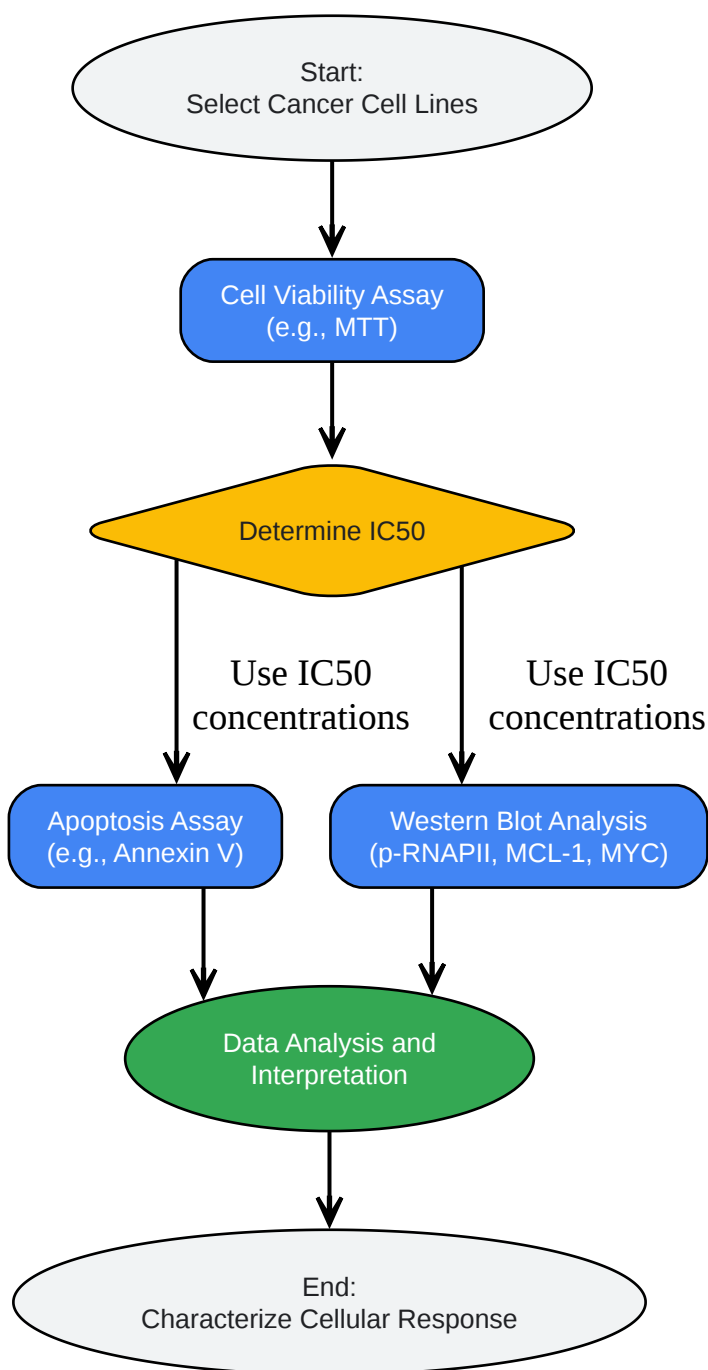 Start:
Select Cancer Cell Lines
Cell Viability Assay
(e.g., MTT)
Determine IC50
Use IC50
concentrations
Use IC50
concentrations
Apoptosis Assay
(e.g., Annexin V)
Western Blot Analysis
(p-RNAPII, MCL-1, MYC)
Data Analysis and
Interpretation
End:
Characterize Cellular Response